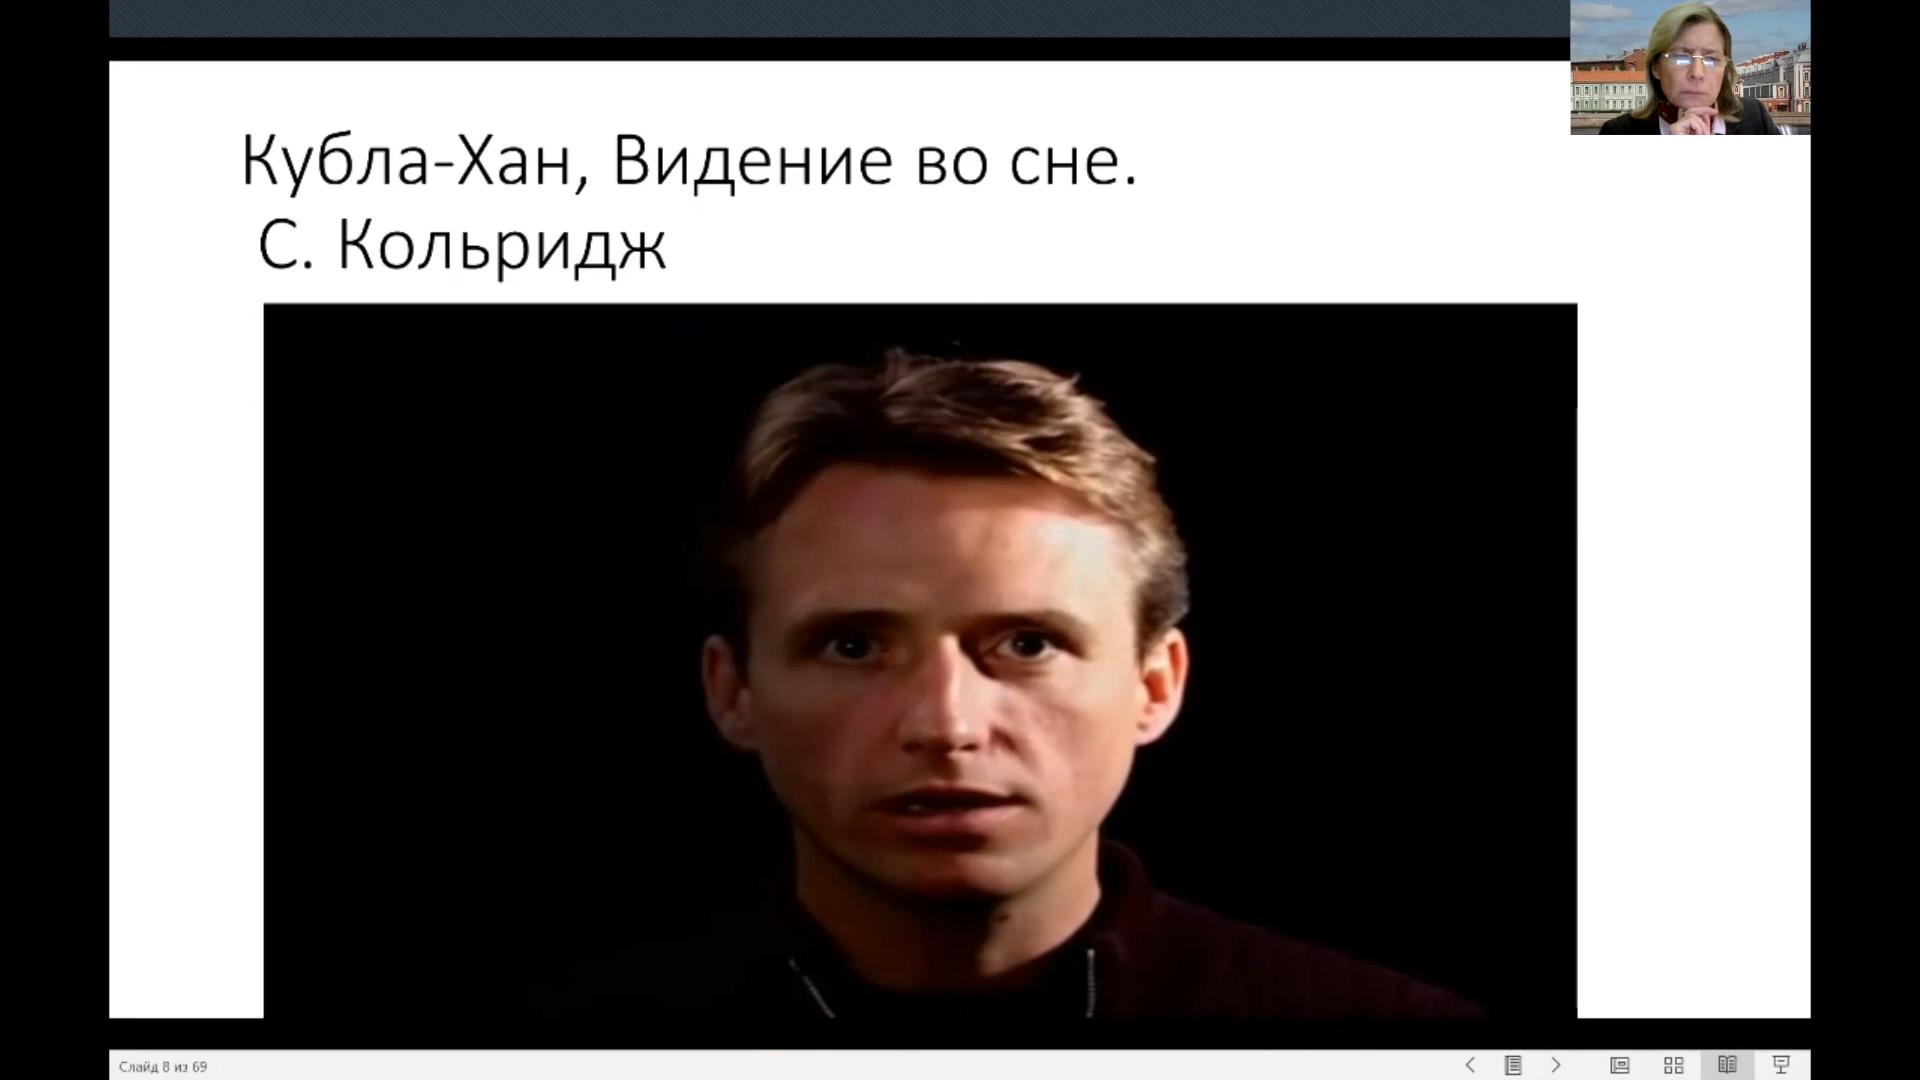 Кубла-Хан, Видение во сне.
С. Кольридж
Слайд 8 из 69